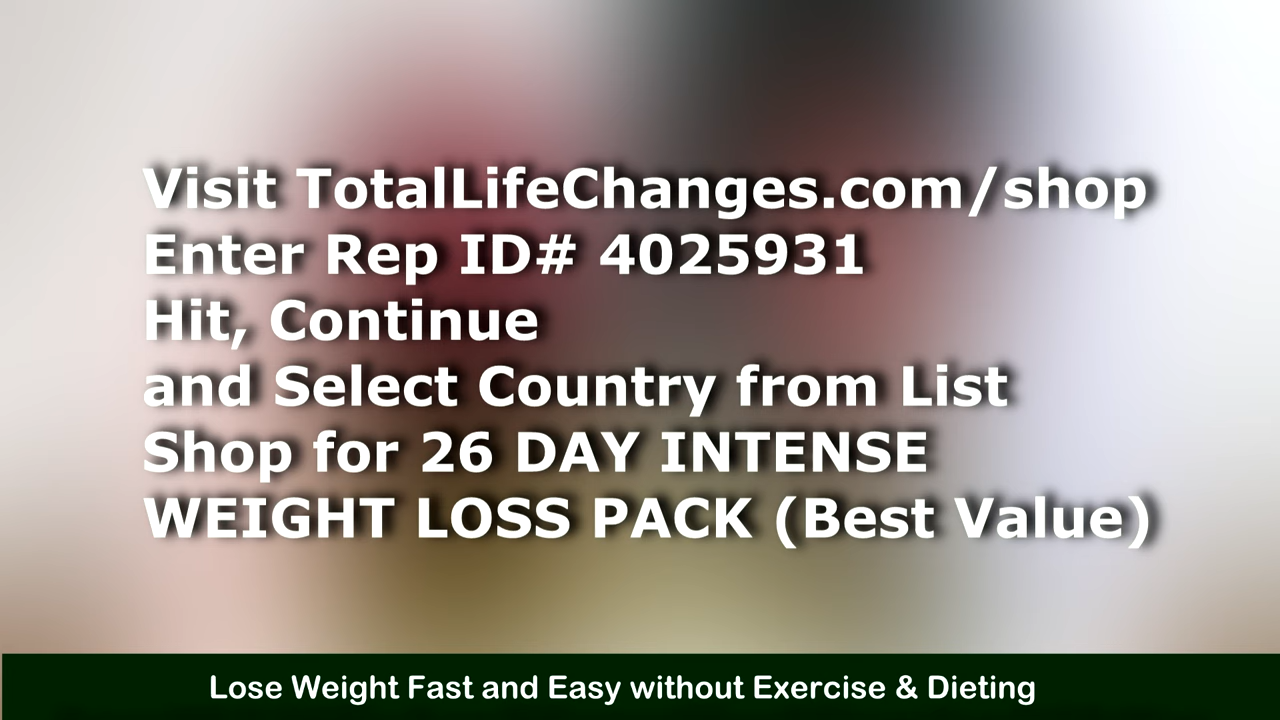 Visit TotalLifeChanges.com/shop
Enter Rep ID# 4025931
Hit, Continue
and Select Country from List
Shop for 26 DAY INTENSE
WEIGHT LOSS PACK (Best Value)
Lose Weight Fast and Easy without Exercise & Dieting